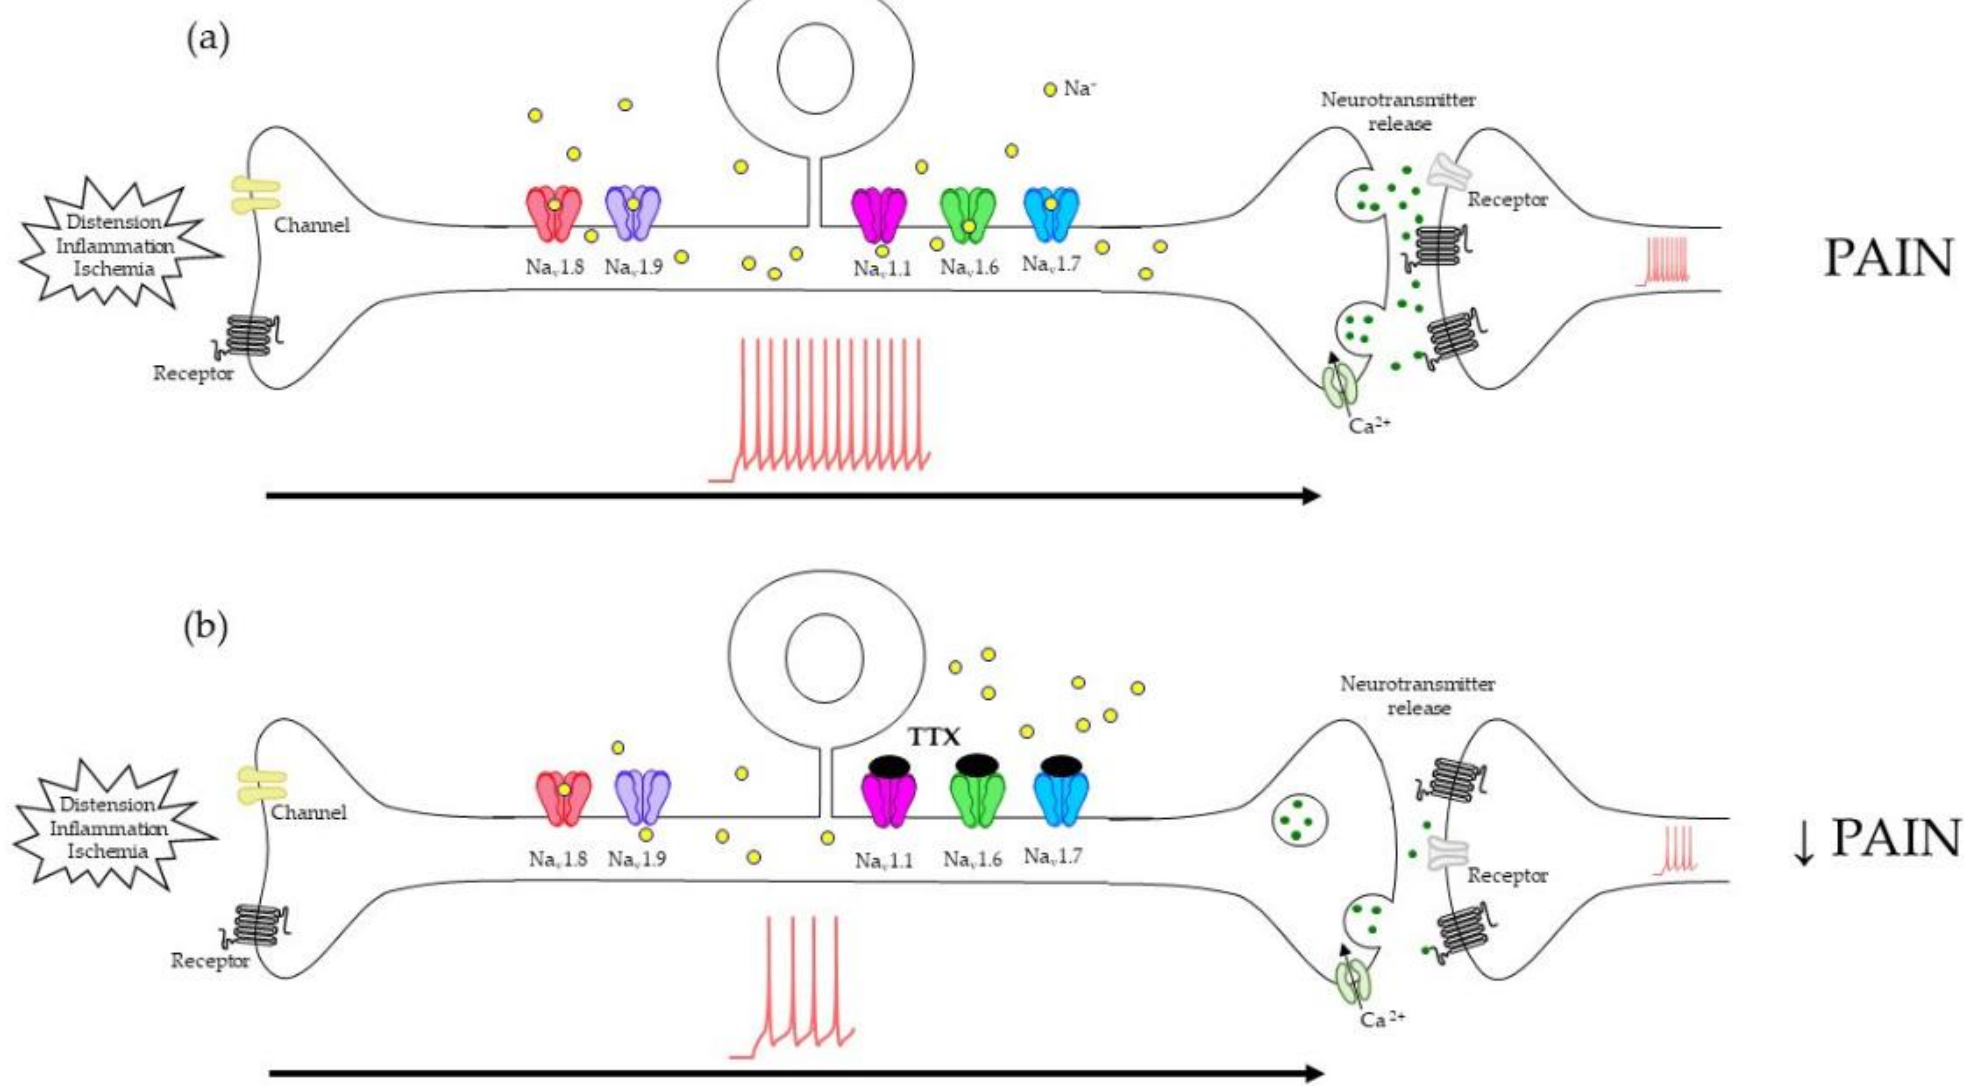 (a)
Na⁺
Neurotransmitter
release
Distension
Inflammation
Ischemia
Channel
Receptor
Naᵥ1.8
Naᵥ1.9
Naᵥ1.1
Naᵥ1.6
Naᵥ1.7
Receptor
PAIN
Ca²⁺
(b)
Neurotransmitter
release
TTX
Distension
Inflammation
Ischemia
Channel
Receptor
Naᵥ1.8
Naᵥ1.9
Naᵥ1.1
Naᵥ1.6
Naᵥ1.7
Receptor
↓ PAIN
Ca²⁺